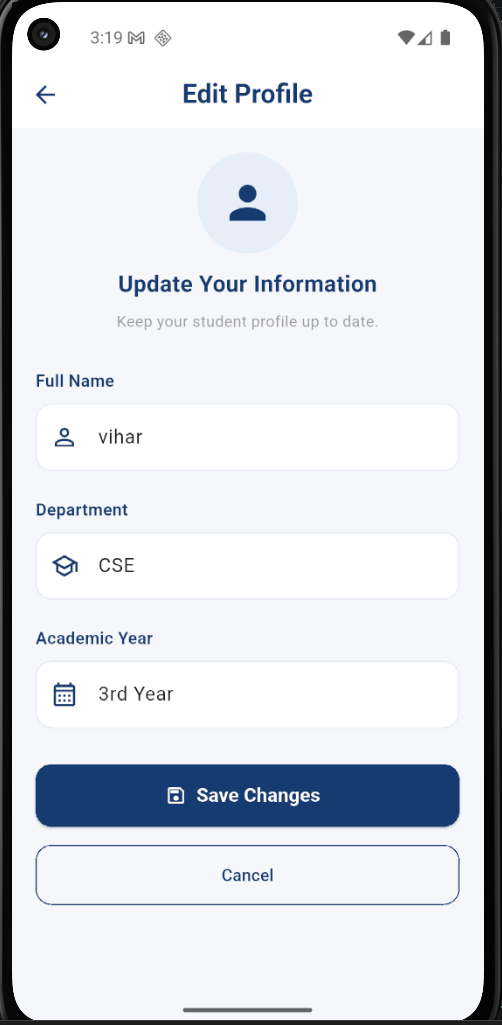 3:19
Edit Profile
Update Your Information
Keep your student profile up to date.
Full Name
vihar
Department
CSE
Academic Year
3rd Year
Save Changes
Cancel